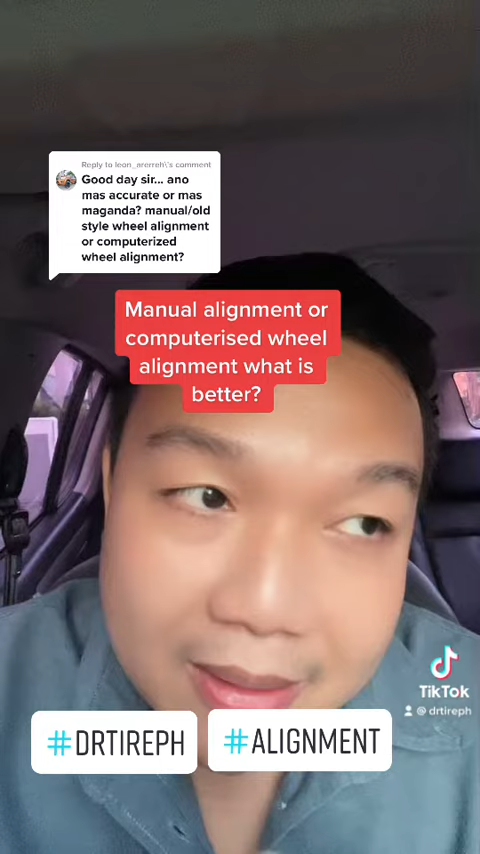 Reply to leon_arerreh\'s comment
Good day sir... ano
mas accurate or mas
maganda? manual/old
style wheel alignment
or computerized
wheel alignment?
Manual alignment or
computerised wheel
alignment what is
better?
TikTok
@drtireph
#DRTIREPH
#ALIGNMENT